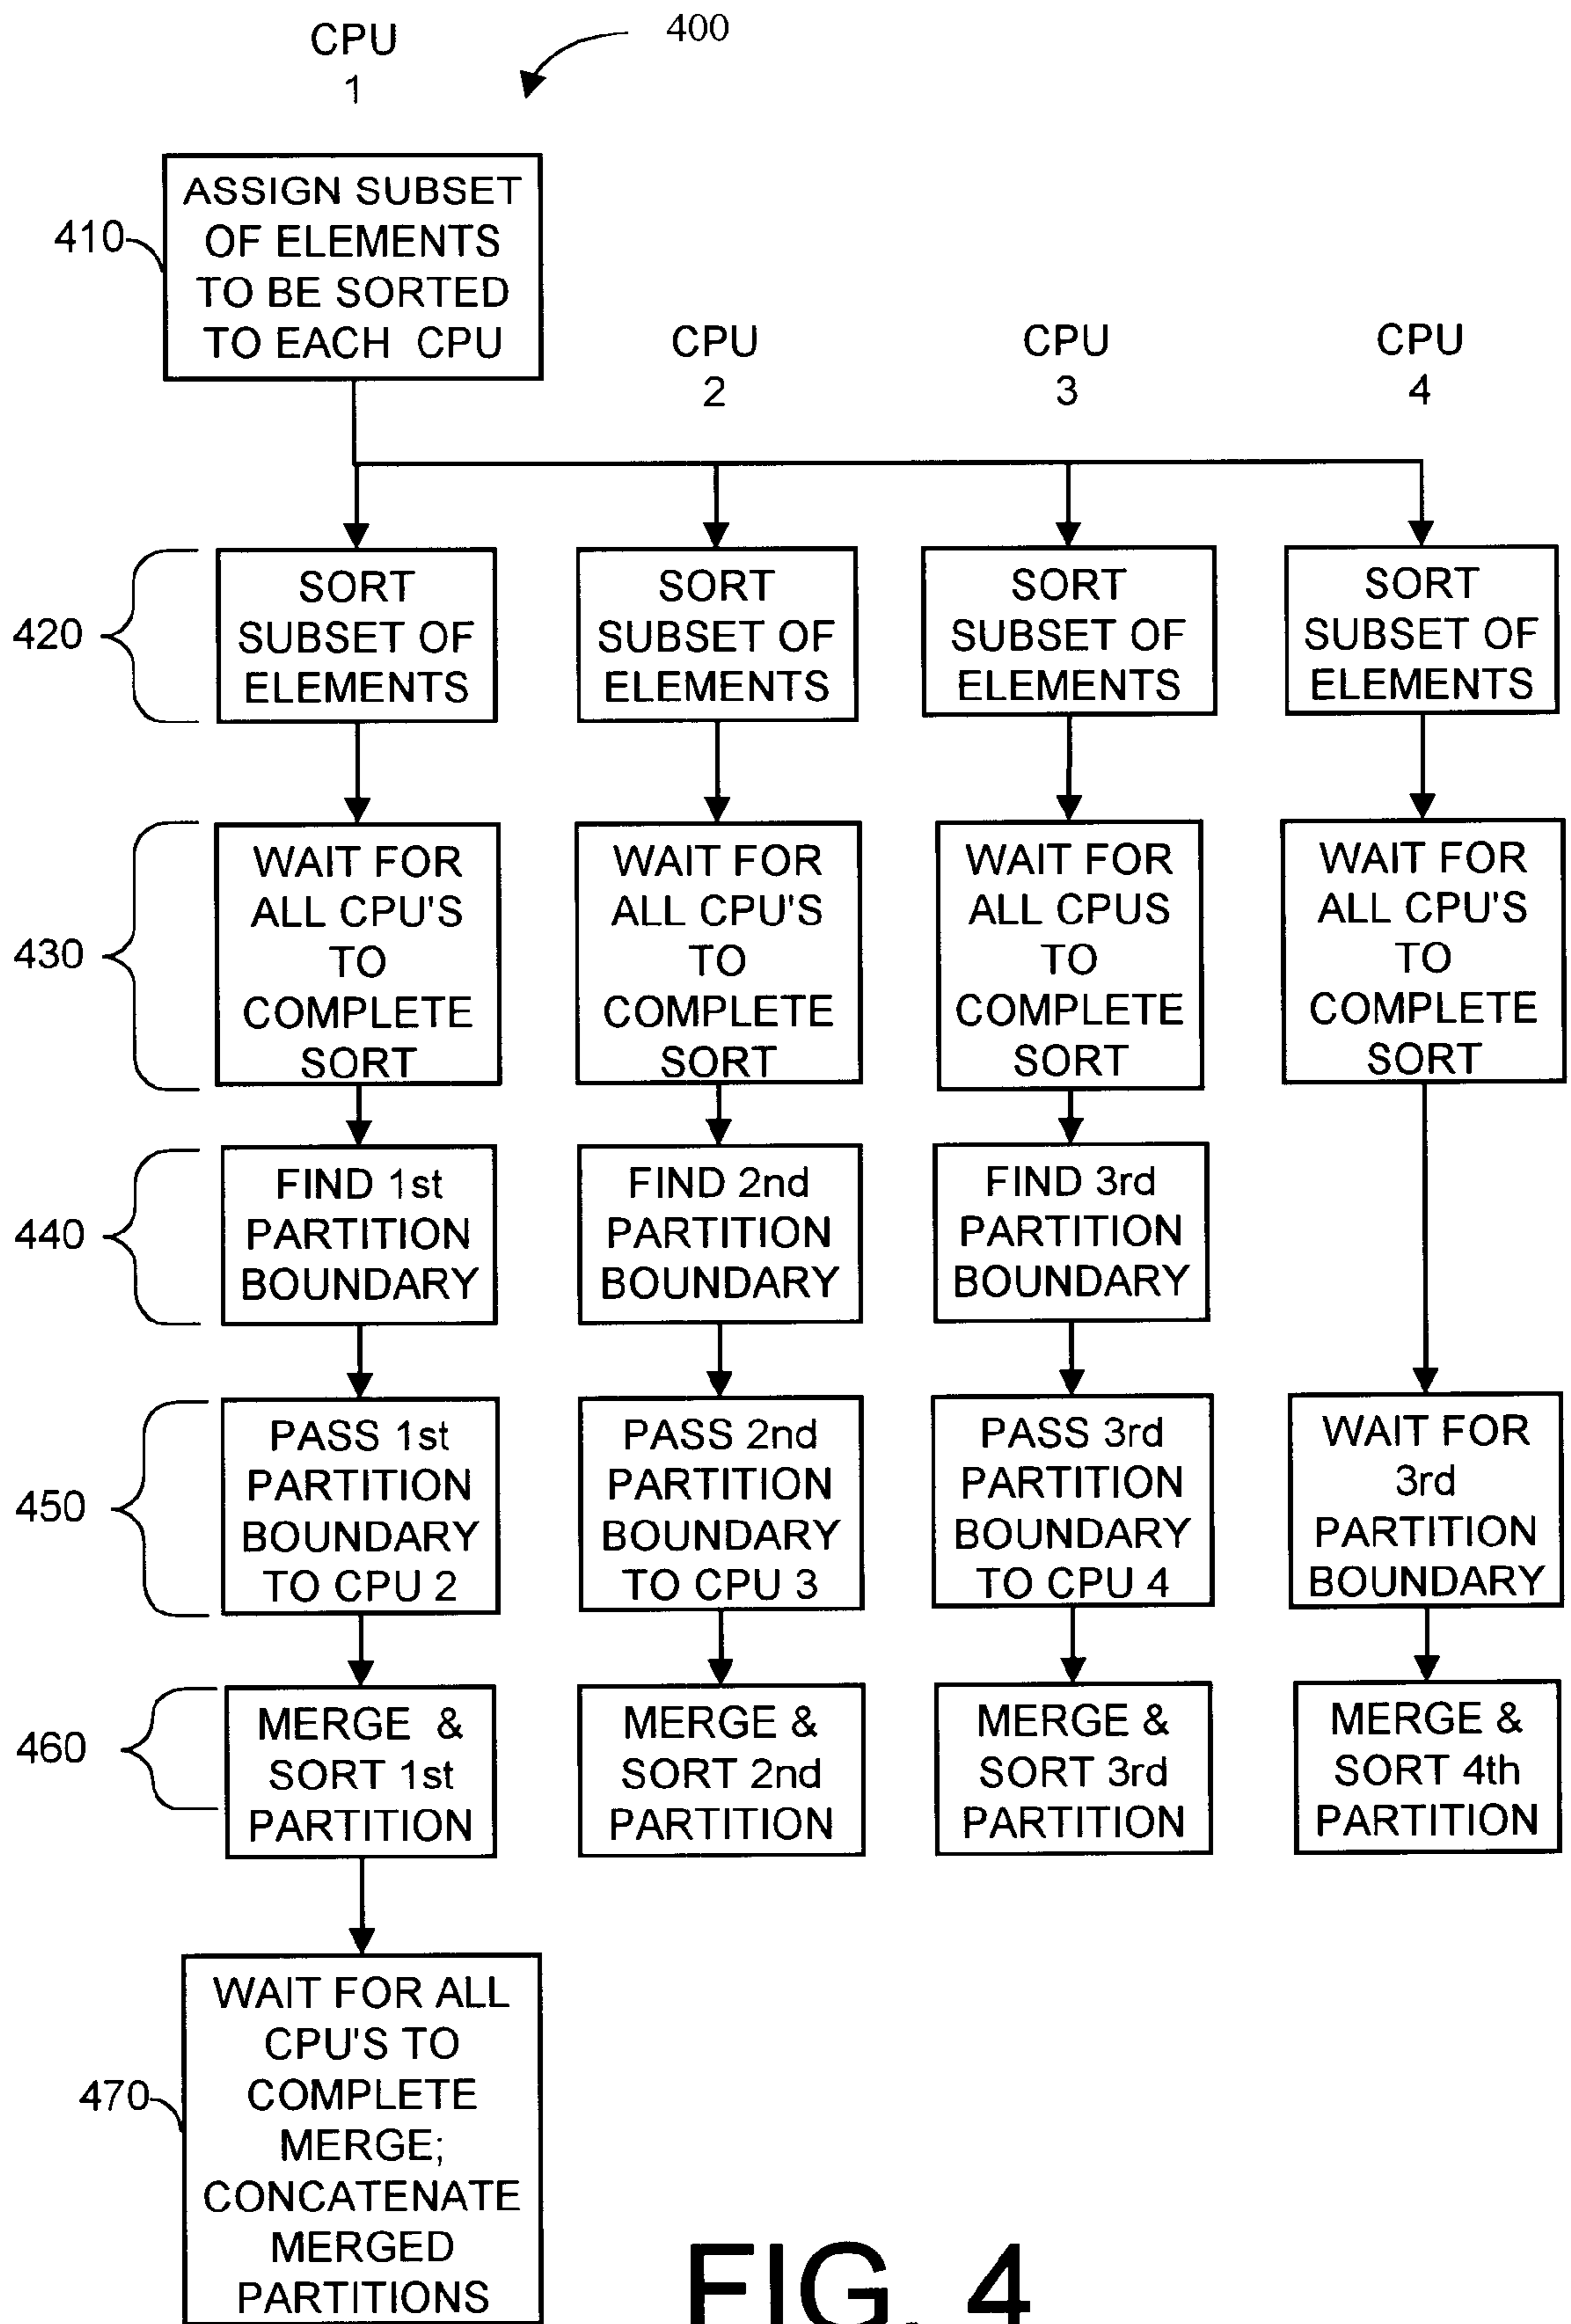 CPU
1
400
410
ASSIGN SUBSET
OF ELEMENTS
TO BE SORTED
TO EACH CPU
CPU
2
CPU
3
CPU
4
420
SORT
SUBSET OF
ELEMENTS
SORT
SUBSET OF
ELEMENTS
SORT
SUBSET OF
ELEMENTS
SORT
SUBSET OF
ELEMENTS
430
WAIT FOR
ALL CPU'S
TO
COMPLETE
SORT
WAIT FOR
ALL CPU'S
TO
COMPLETE
SORT
WAIT FOR
ALL CPUS
TO
COMPLETE
SORT
WAIT FOR
ALL CPU'S
TO
COMPLETE
SORT
440
FIND 1st
PARTITION
BOUNDARY
FIND 2nd
PARTITION
BOUNDARY
FIND 3rd
PARTITION
BOUNDARY
450
PASS 1st
PARTITION
BOUNDARY
TO CPU 2
PASS 2nd
PARTITION
BOUNDARY
TO CPU 3
PASS 3rd
PARTITION
BOUNDARY
TO CPU 4
WAIT FOR
3rd
PARTITION
BOUNDARY
460
MERGE &
SORT 1st
PARTITION
MERGE &
SORT 2nd
PARTITION
MERGE &
SORT 3rd
PARTITION
MERGE &
SORT 4th
PARTITION
470
WAIT FOR ALL
CPU'S TO
COMPLETE
MERGE;
CONCATENATE
MERGED
PARTITIONS
FIG. 4